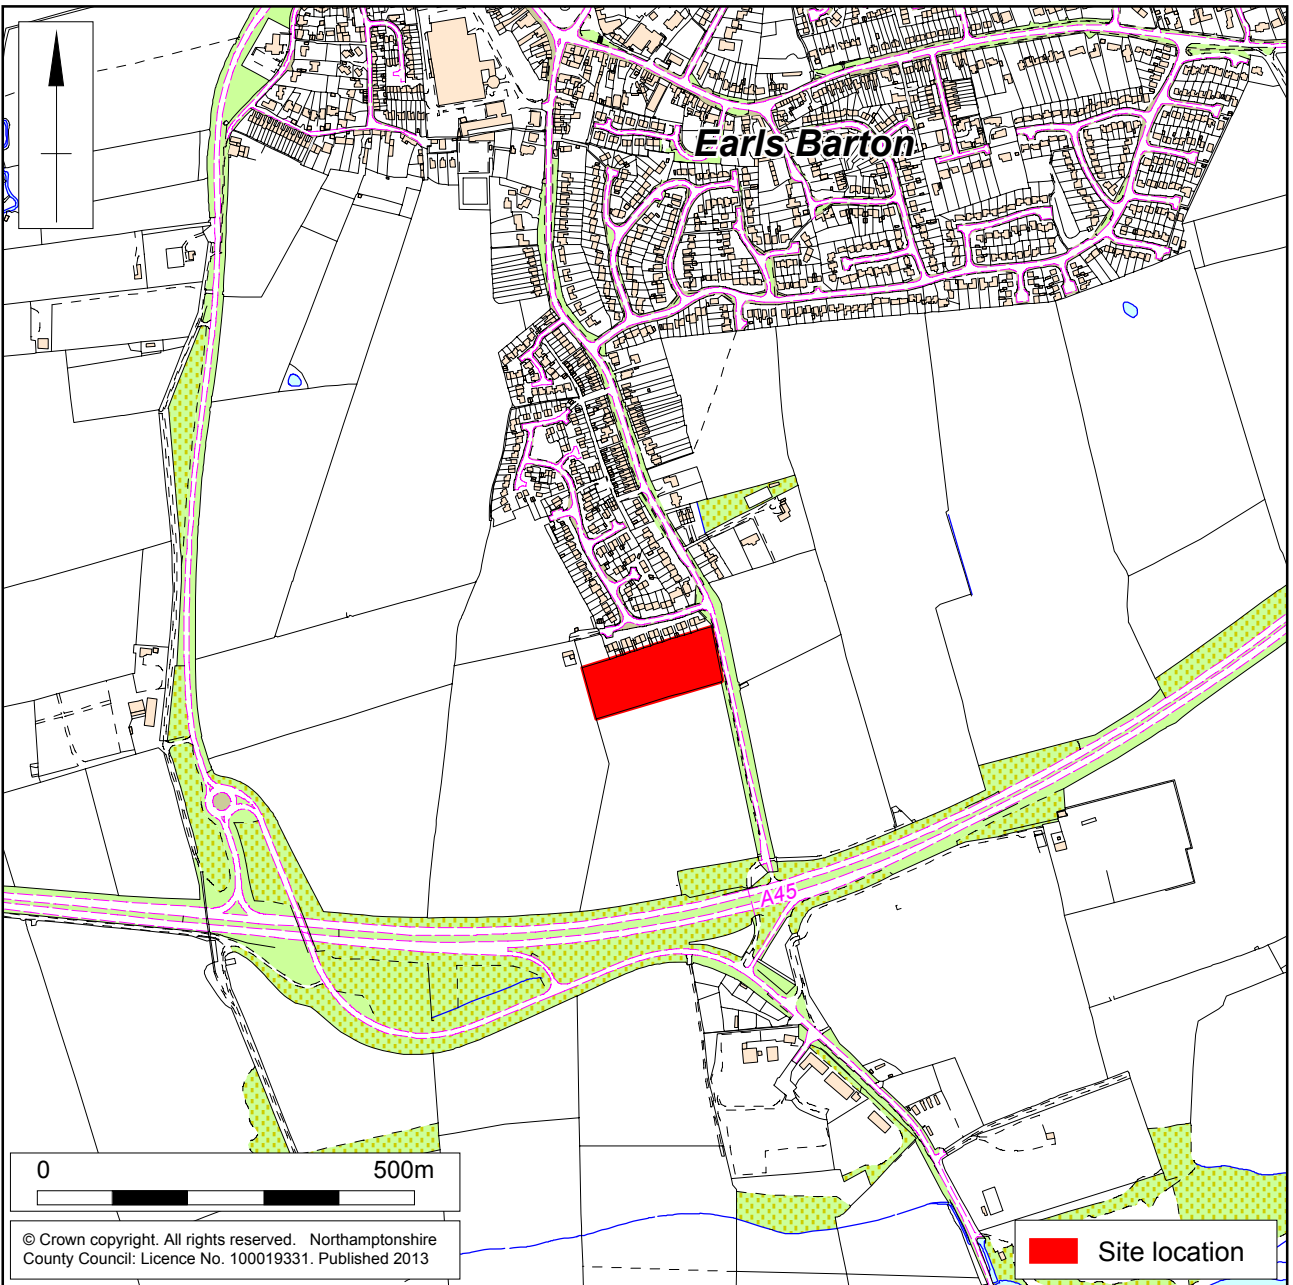 Earls Barton
A45
0 500m
© Crown copyright. All rights reserved. Northamptonshire
County Council: Licence No. 100019331. Published 2013
Site location